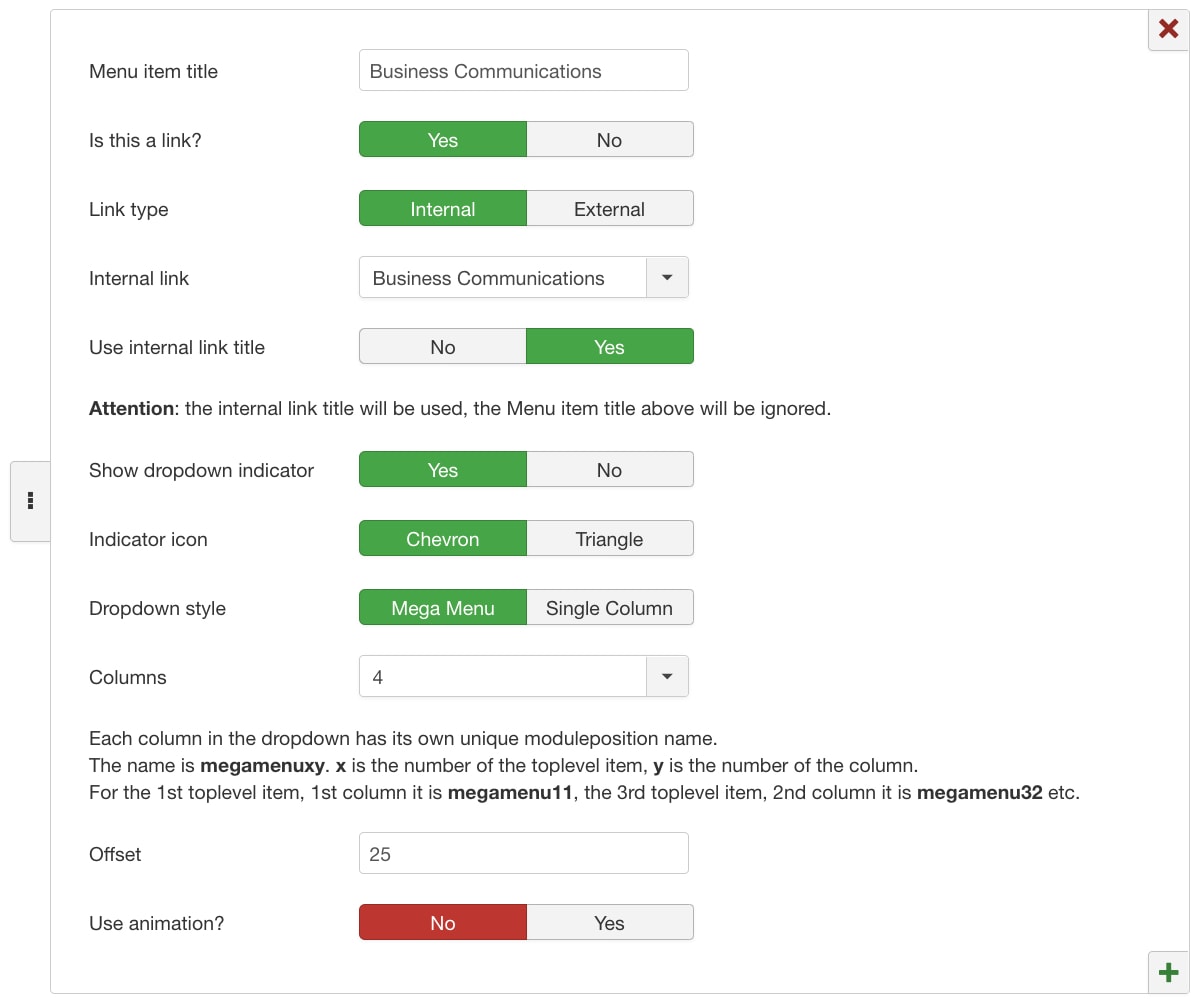 Menu item title Business Communications
Is this a link? Yes No
Link type Internal External
Internal link Business Communications
Use internal link title No Yes
Attention: the internal link title will be used, the Menu item title above will be ignored.
Show dropdown indicator Yes No
Indicator icon Chevron Triangle
Dropdown style Mega Menu Single Column
Columns 4
Each column in the dropdown has its own unique moduleposition name.
The name is megamenuxy. x is the number of the toplevel item, y is the number of the column.
For the 1st toplevel item, 1st column it is megamenu11, the 3rd toplevel item, 2nd column it is megamenu32 etc.
Offset 25
Use animation? No Yes